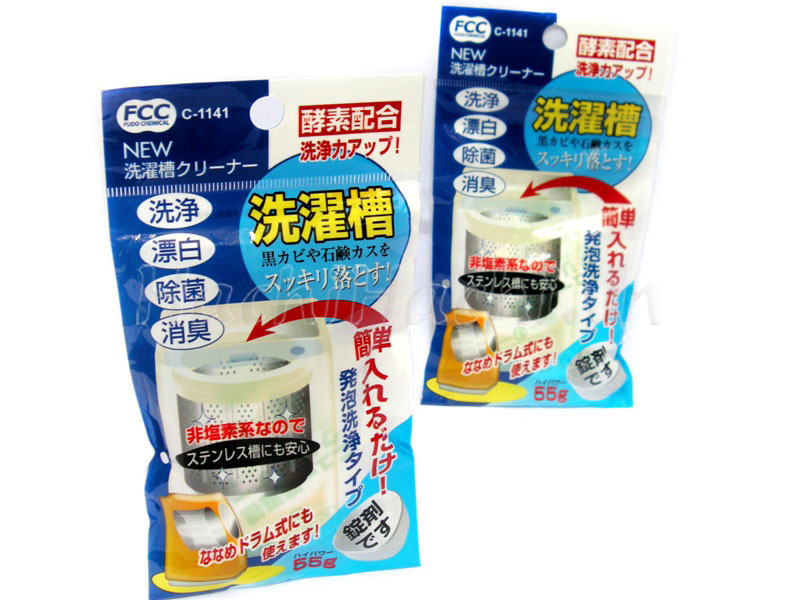 FCC
FUDO CHEMICAL
C-1141
NEW
洗濯槽クリーナー
酵素配合
洗浄力アップ!
洗浄
漂白
除菌
消臭
洗濯槽
黒カビや石鹸カスを
スッキリ落とす!
簡単入れるだけ!
発泡洗浄タイプ
非塩素系なので
ステンレス槽にも安心
ななめドラム式にも
使えます!
錠剤
です
ハイパワー
55g
FCC
FUDO CHEMICAL
C-1141
NEW
洗濯槽クリーナー
酵素配合
洗浄力アップ!
洗浄
漂白
除菌
消臭
洗濯槽
黒カビや石鹸カスを
スッキリ落とす!
簡単入れるだけ!
発泡洗浄タイプ
非塩素系なので
ステンレス槽にも安心
ななめドラム式にも
使えます!
錠剤
です
ハイパワー
55g